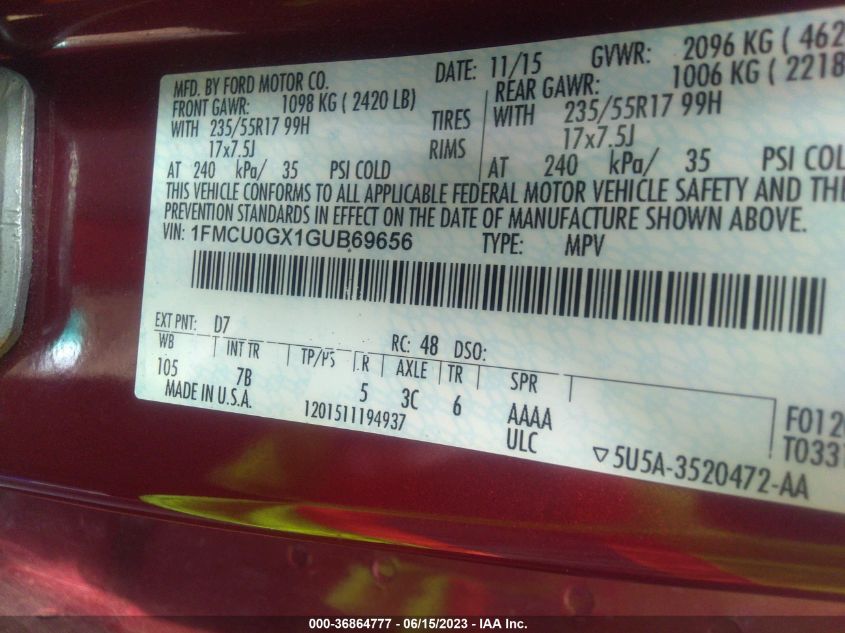 MFD. BY FORD MOTOR CO.
DATE: 11/15
GVWR: 2096 KG ( 462
FRONT GAWR: 1098 KG ( 2420 LB)
REAR GAWR: 1006 KG ( 2218
WITH 235/55R17 99H
TIRES
WITH 235/55R17 99H
17x7.5J
RIMS
17x7.5J
AT 240 kPa/ 35 PSI COLD
AT 240 kPa/ 35 PSI COL
THIS VEHICLE CONFORMS TO ALL APPLICABLE FEDERAL MOTOR VEHICLE SAFETY AND THE
PREVENTION STANDARDS IN EFFECT ON THE DATE OF MANUFACTURE SHOWN ABOVE.
VIN: 1FMCU0GX1GUB69656
TYPE: MPV
EXT PNT: D7
RC: 48 DSO:
WB
INT TR
TP/PS
R
AXLE
TR
SPR
105
7B
5
3C
6
AAAA
F012
MADE IN U.S.A.
1201511194937
ULC
T033
▽5U5A-3520472-AA
000-36864777 - 06/15/2023 - IAA Inc.